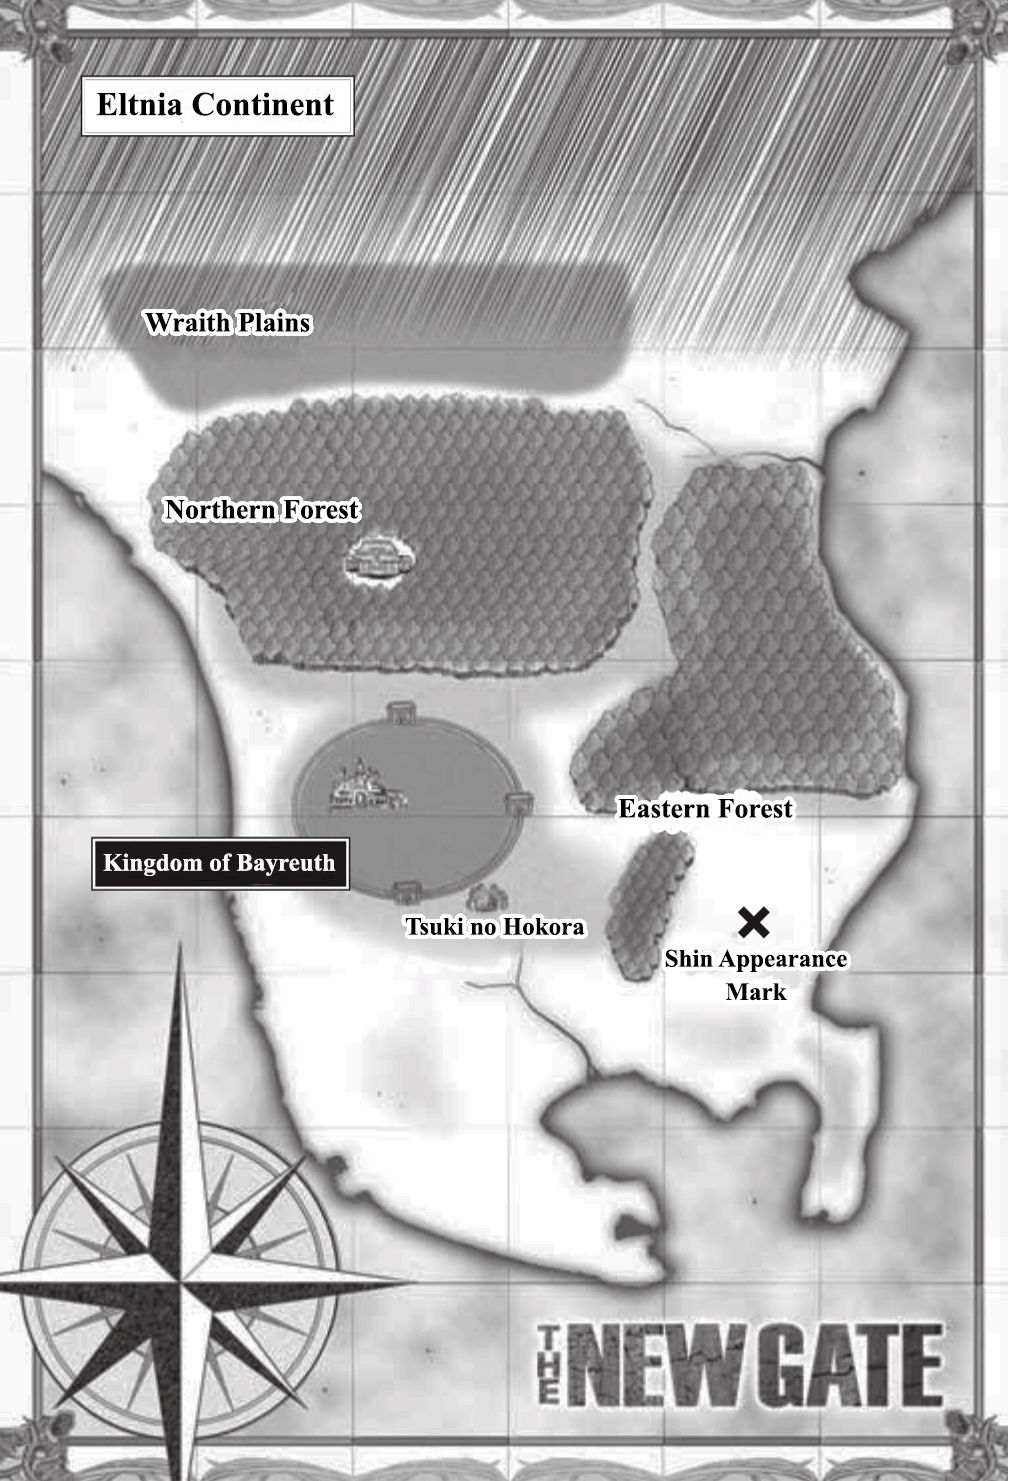 Eltnia Continent
Wraith Plains
Northern Forest
Eastern Forest
Kingdom of Bayreuth
Tsuki no Hokora
Shin Appearance
Mark
THE NEW GATE